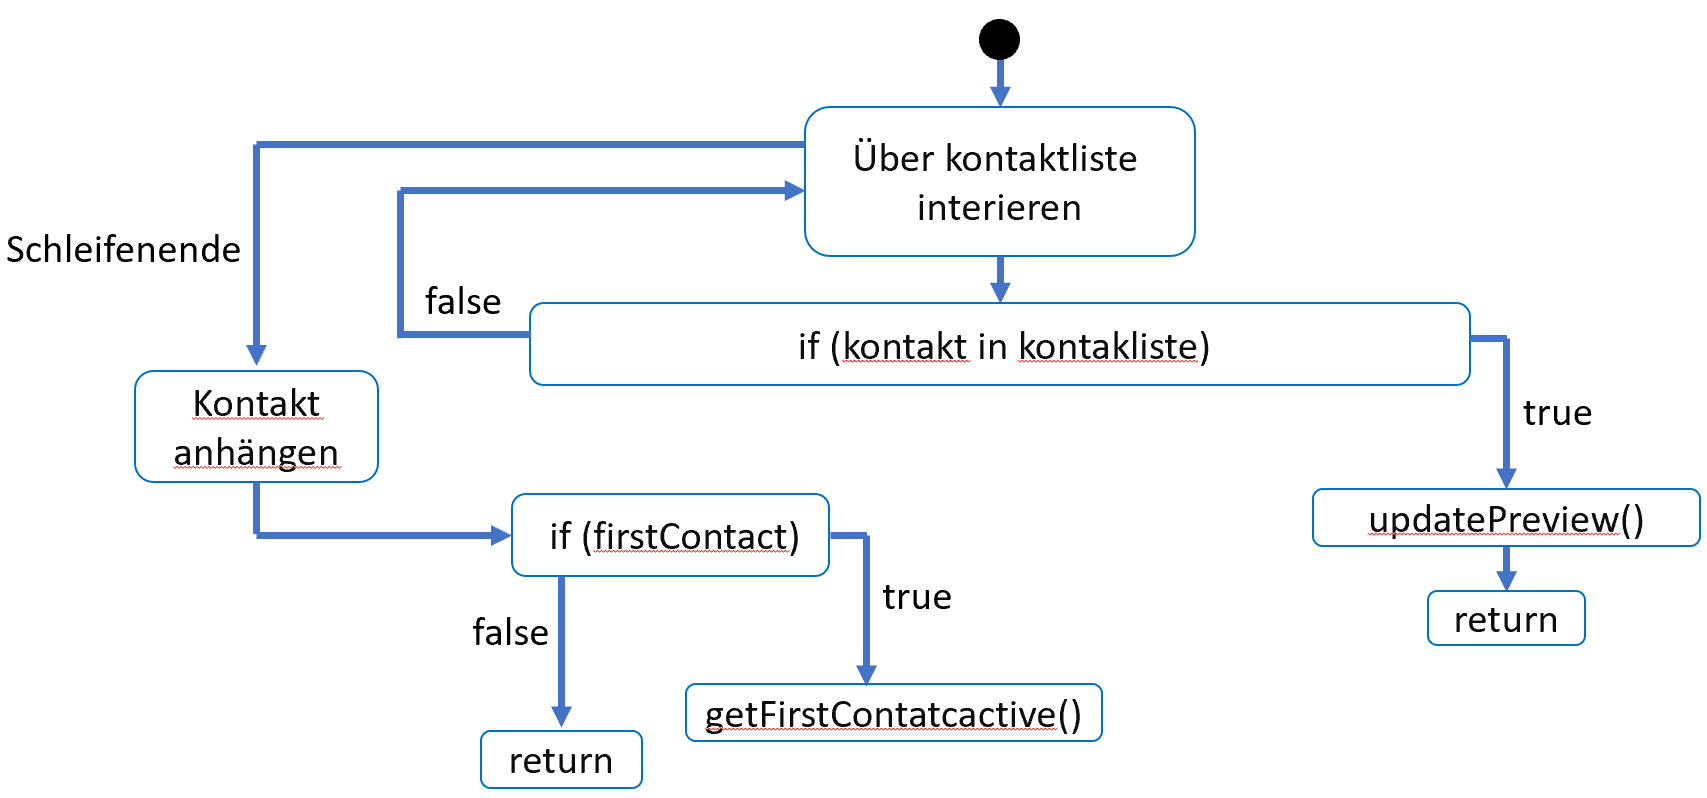 Über kontaktliste
interieren
Schleifenende
false
if (kontakt in kontakliste)
true
Kontakt
anhängen
updatePreview()
if (firstContact)
true
false
return
getFirstContatcactive()
return